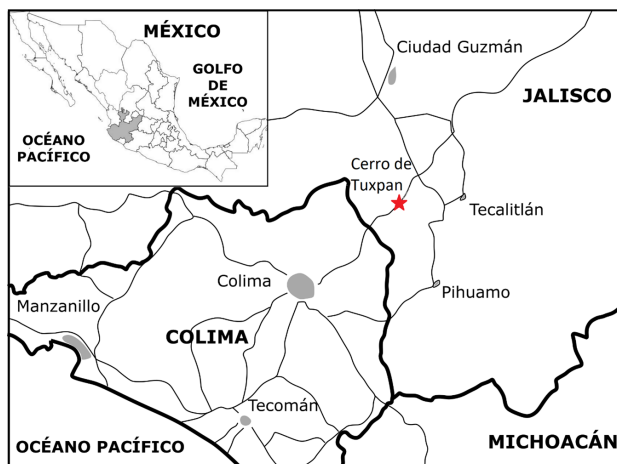 MÉXICO
GOLFO
DE
MÉXICO
OCÉANO
PACÍFICO
Ciudad Guzmán
JALISCO
Cerro de
Tuxpan
Tecalitlán
Colima
Pihuamo
Manzanillo
COLIMA
Tecomán
OCÉANO PACÍFICO
MICHOACÁN